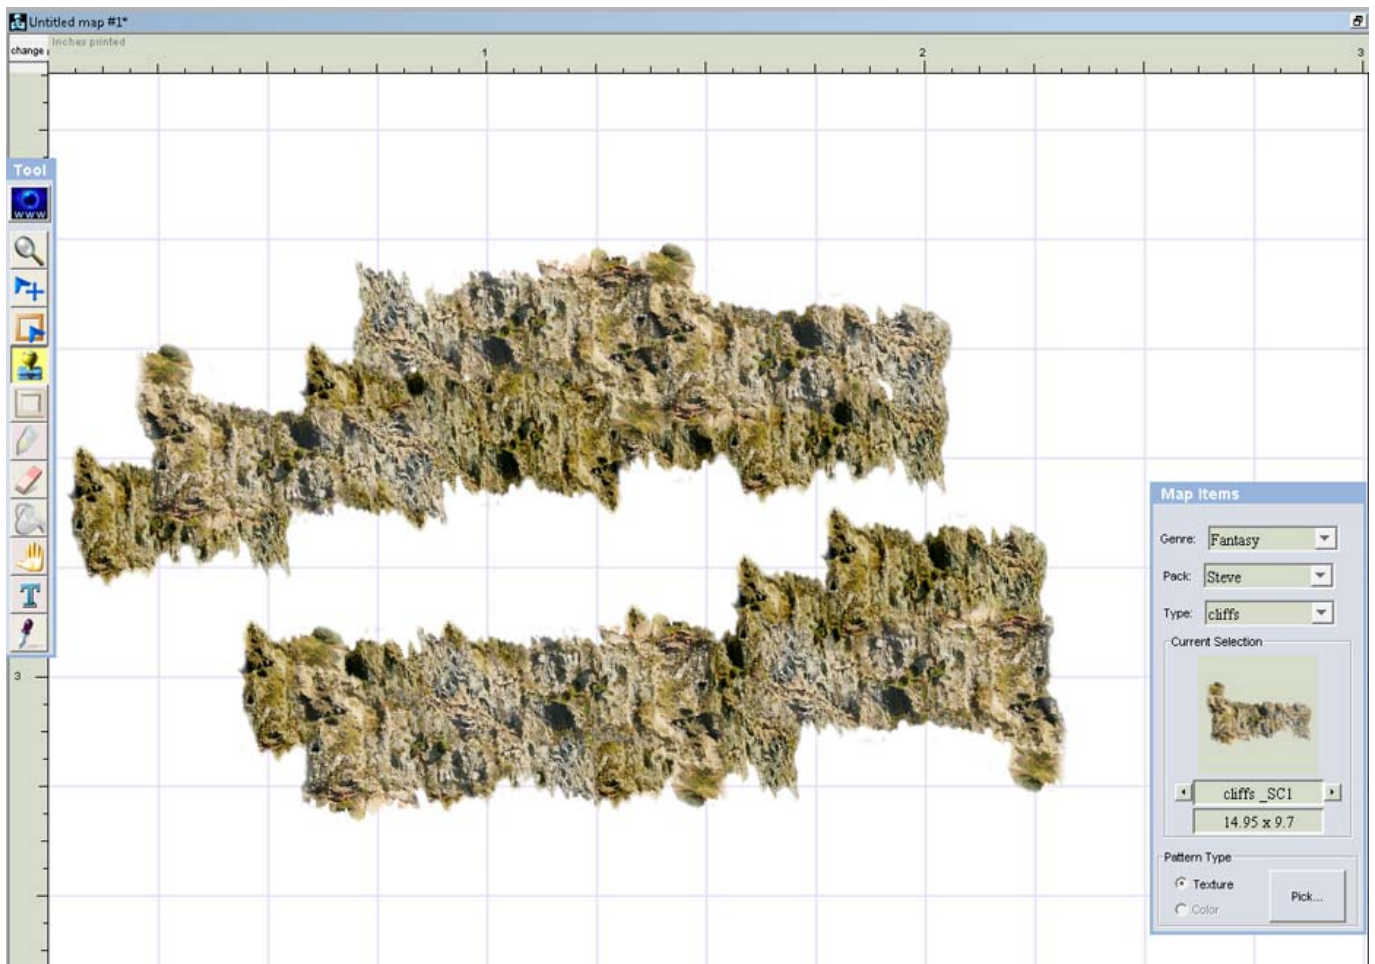 Untitled map #1*
change
Inches printed
1
2
3
Tool
WWW
T
3
Map Items
Genre: Fantasy
Pack: Steve
Type: cliffs
Current Selection
cliffs _SC1
14.95 x 9.7
Pattern Type
Texture
Color
Pick...